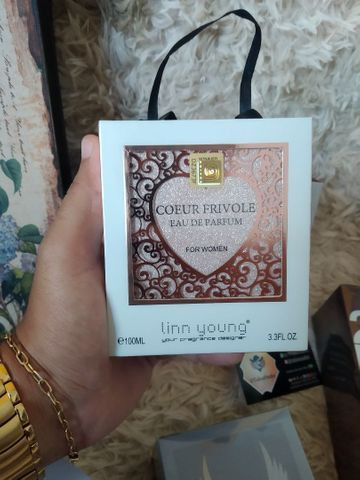 COEUR FRIVOLE
EAU DE PARFUM
FOR WOMEN
linn young®
your fragrance designer
e100ML
3.3FL OZ.